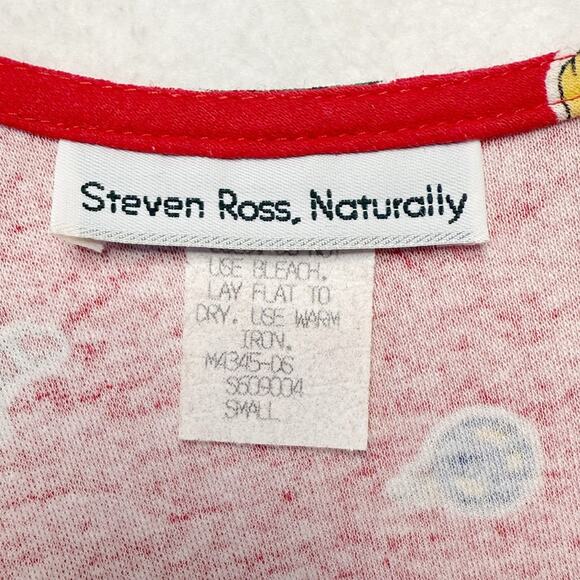 Steven Ross, Naturally
USE BLEACH.
LAY FLAT TO
DRY. USE WARM
IRON.
M4345-06
S609004
SMALL